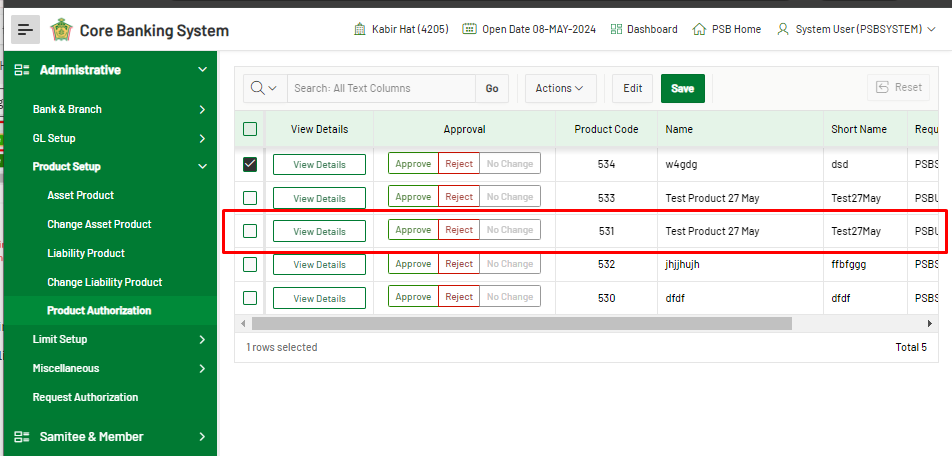 Core Banking System
Kabir Hat (4205) Open Date 08-MAY-2024 Dashboard PSB Home System User (PSBSYSTEM)
Administrative
Bank & Branch
GL Setup
Product Setup
Asset Product
Change Asset Product
Liability Product
Change Liability Product
Product Authorization
Limit Setup
Miscellaneous
Request Authorization
Samitee & Member
Search: All Text Columns Go Actions Edit Save Reset
View Details Approval Product Code Name Short Name Requ
View Details Approve Reject No Change 534 w4gdg dsd PSBS
View Details Approve Reject No Change 533 Test Product 27 May Test27May PSBU
View Details Approve Reject No Change 531 Test Product 27 May Test27May PSBU
View Details Approve Reject No Change 532 jhjjhujh ffbfggg PSBS
View Details Approve Reject No Change 530 dfdf dfdf PSBS
1 rows selected Total 5